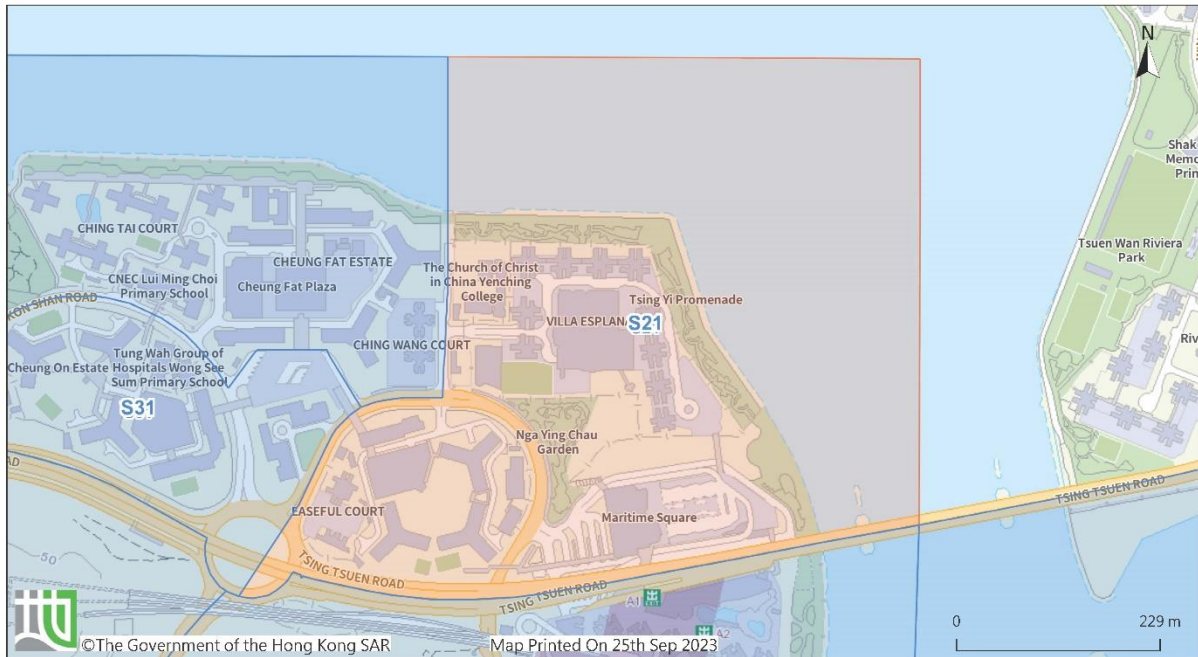 N
Shak
Memo
Prin
CHING TAI COURT
CHEUNG FAT ESTATE
CNEC Lui Ming Choi
Primary School
Cheung Fat Plaza
The Church of Christ
in China Yenching
College
Tsing Yi Promenade
Tsuen Wan Riviera
Park
KON SHAN ROAD
VILLA ESPLANA
S21
CHING WANG COURT
Riv
Tung Wah Group of
Cheung On Estate Hospitals Wong See
Sum Primary School
S31
Nga Ying Chau
Garden
AD
EASEFUL COURT
Maritime Square
TSING TSUEN ROAD
TSING TSUEN ROAD
TSING TSUEN ROAD
50
A1
A2
0 229 m
©The Government of the Hong Kong SAR
Map Printed On 25th Sep 2023